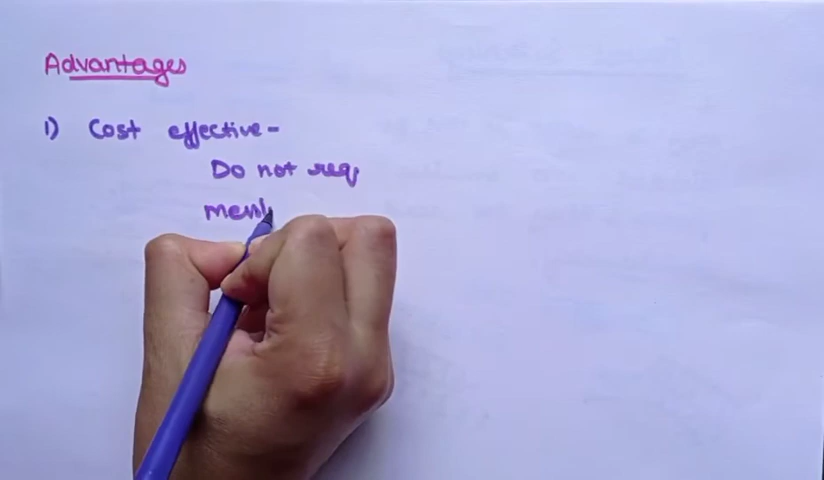 Advantages
1) Cost effective-
Do not req.